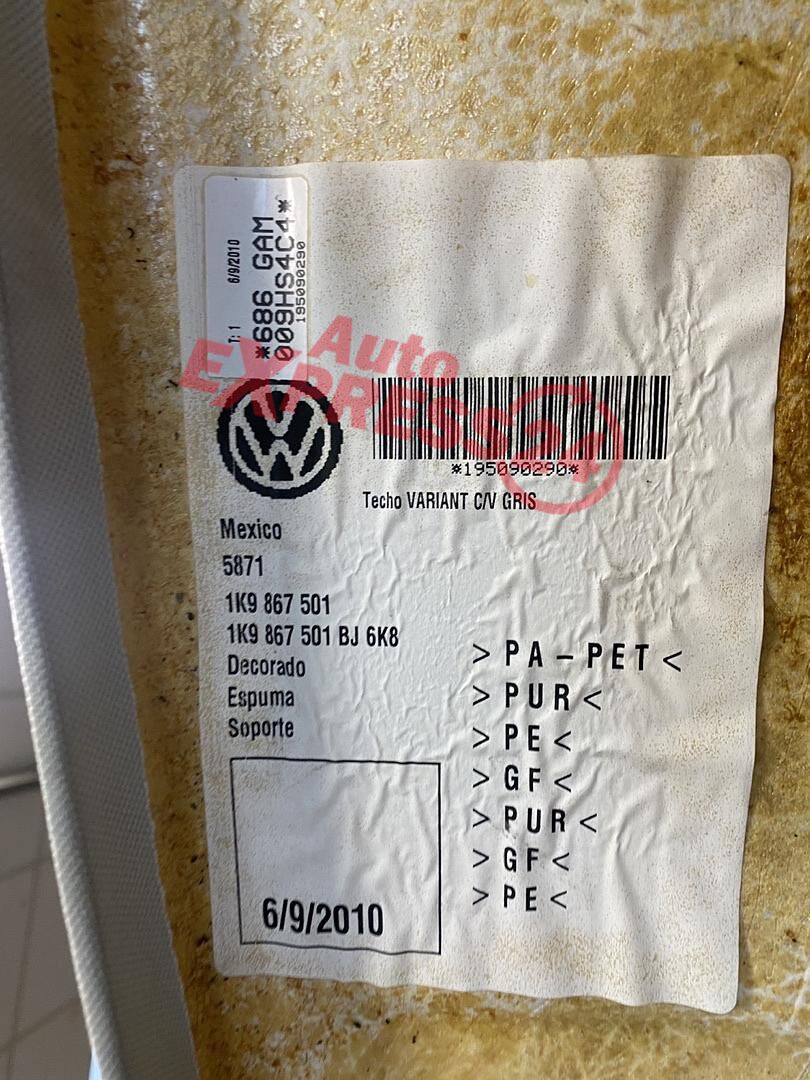 T: 1 6/9/2010
*686 GAM
009Hs4C4*
195090290
Auto
EXPRESS24
*195090290*
Techo VARIANT C/V GRIS
Mexico
5871
1K9 867 501
1K9 867 501 BJ 6K8
Decorado
Espuma
Soporte
>PA-PET<
>PUR<
>PE<
>GF<
>PUR<
>GF<
>PE<
6/9/2010